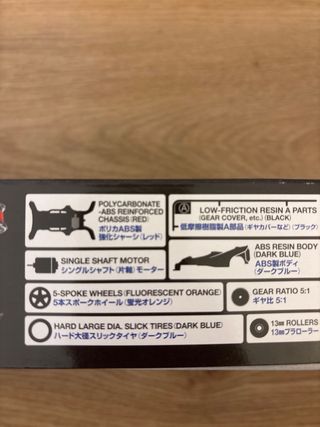 POLYCARBONATE
-ABS REINFORCED
CHASSIS (RED)
ポリカABS製
強化シャーシ(レッド)
LOW-FRICTION RESIN A PARTS
(GEAR COVER, etc.) (BLACK)
低摩擦樹脂製A部品(ギヤカバーなど)(ブラック)
SINGLE SHAFT MOTOR
シングルシャフト(片軸)モーター
ABS RESIN BODY
(DARK BLUE)
ABS製ボディ
(ダークブルー)
5-SPOKE WHEELS (FLUORESCENT ORANGE)
5本スポークホイール(蛍光オレンジ)
GEAR RATIO 5:1
ギヤ比 5:1
HARD LARGE DIA. SLICK TIRES (DARK BLUE)
ハード大径スリックタイヤ(ダークブルー)
13㎜ ROLLERS
13㎜プラローラー